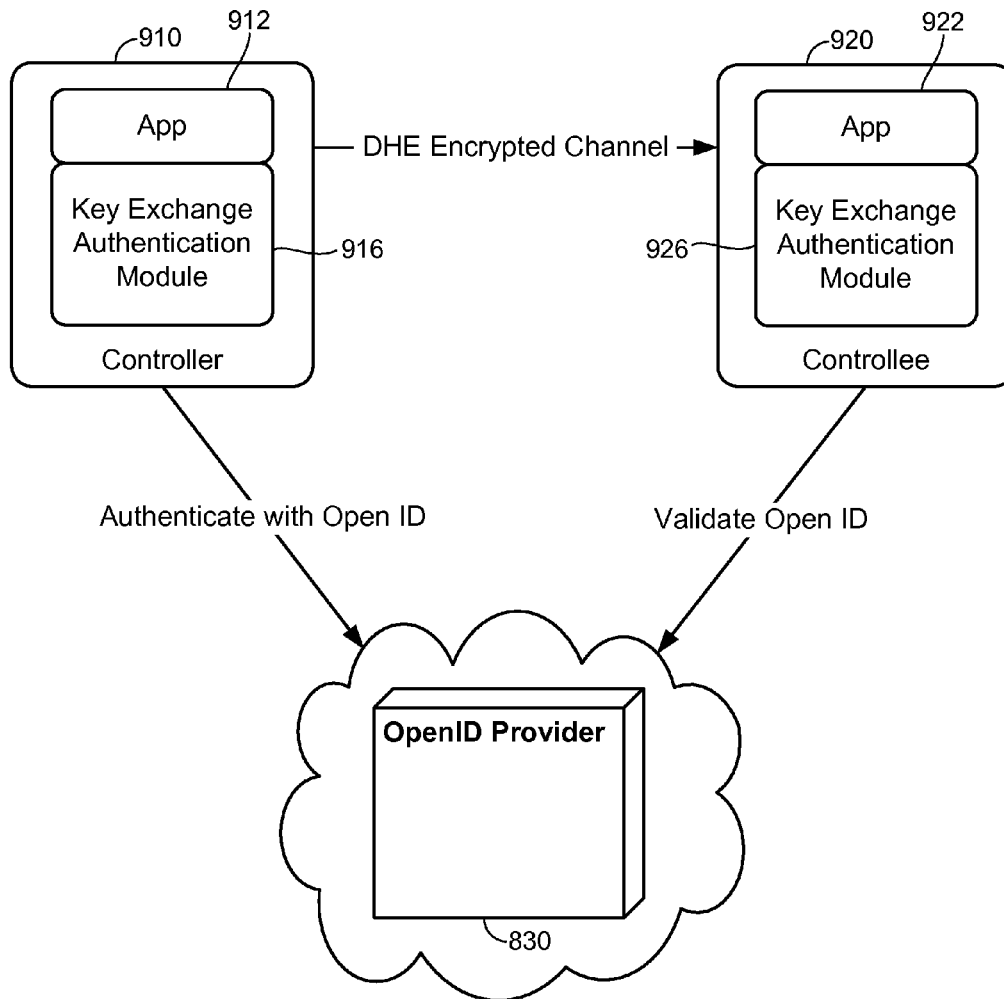 910
912
920
922
App
App
DHE Encrypted Channel
Key Exchange
Authentication
Module
916
926
Key Exchange
Authentication
Module
Controller
Controllee
Authenticate with Open ID
Validate Open ID
OpenID Provider
830